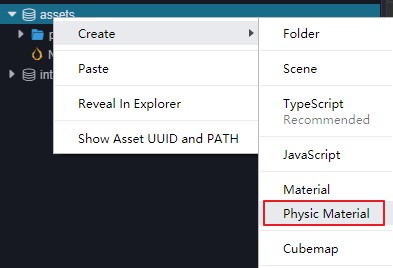 assets
Create
Folder
Paste
Scene
Reveal In Explorer
TypeScript
Recommended
Show Asset UUID and PATH
JavaScript
Material
Physic Material
Cubemap